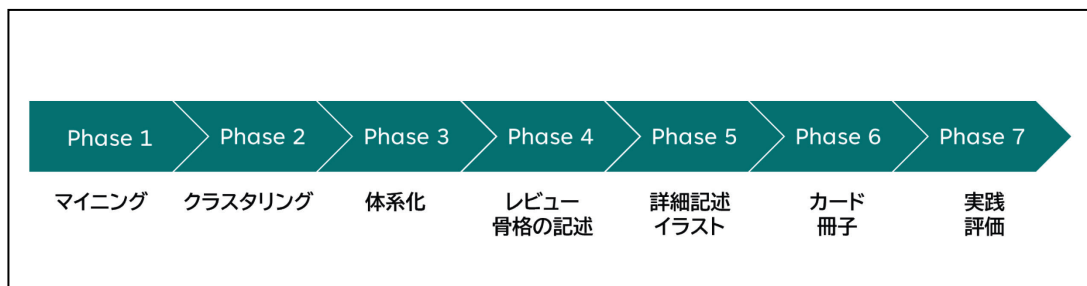 Phase 1
Phase 2
Phase 3
Phase 4
Phase 5
Phase 6
Phase 7
マイニング
クラスタリング
体系化
レビュー
骨格の記述
詳細記述
イラスト
カード
冊子
実践
評価